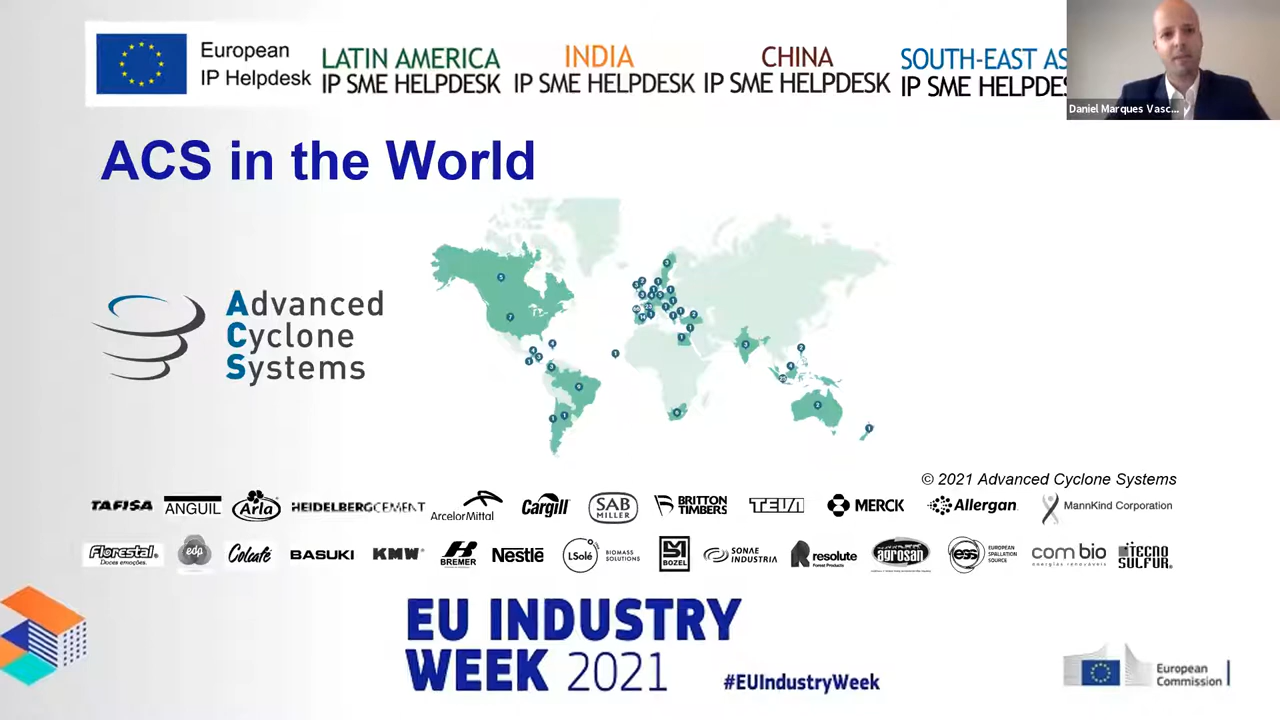 European
IP Helpdesk
LATIN AMERICA
IP SME HELPDESK
INDIA
IP SME HELPDESK
CHINA
IP SME HELPDESK
SOUTH-EAST AS
IP SME HELPDES
Daniel Marques Vasc...
ACS in the World
Advanced
Cyclone
Systems
© 2021 Advanced Cyclone Systems
TAFISA
ANGUIL
Arla
HEIDELBERGCEMENT
ArcelorMittal
Cargill
SAB
MILLER
BRITTON
TIMBERS
TEVA
MERCK
Allergan
MannKind Corporation
Florestal
Doces emoções.
edp
Colcafé
BASUKI
KMW
BREMER
Nestlē
LSolé
BIOMASS
SOLUTIONS
BOZEL
SONAE
INDUSTRIA
resolute
Forest Products
agrosan
ess
EUROPEAN
SPALLATION
SOURCE
com bio
energias renováveis
TECNO
SULFUR
EU INDUSTRY
WEEK 2021
#EUIndustryWeek
European
Commission